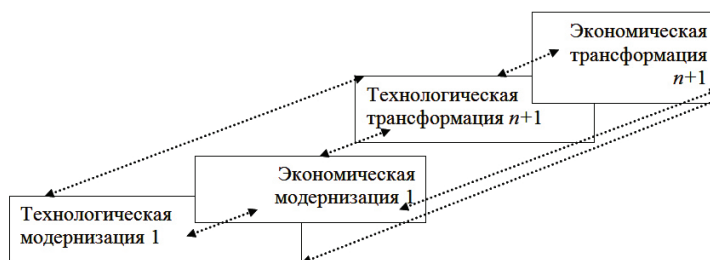 Экономическая
трансформация
n+1
Технологическая
трансформация n+1
Экономическая
модернизация 1
Технологическая
модернизация 1